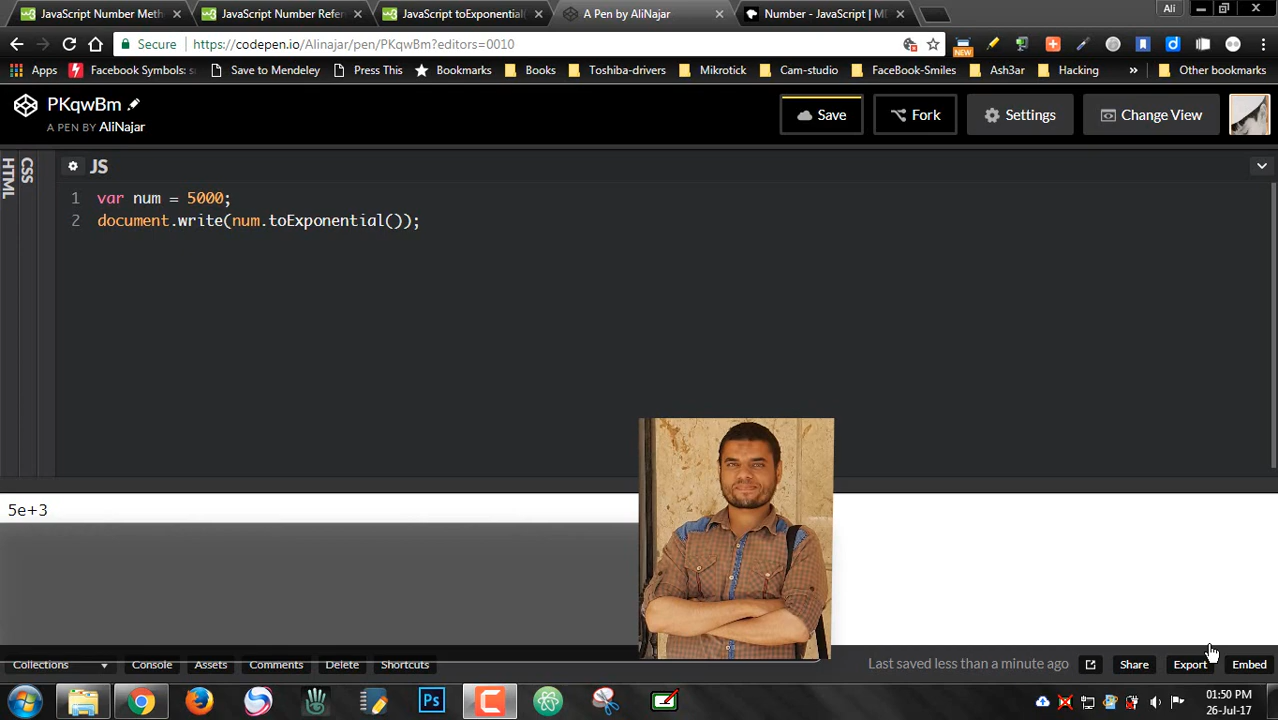 JavaScript Number Meth
JavaScript Number Refer
JavaScript toExponential(
A Pen by AliNajar
Number - JavaScript | M
Ali
Secure
https://codepen.io/Alinajar/pen/PKqwBm?editors=0010
NEW
Apps
Facebook Symbols: s
Save to Mendeley
Press This
Bookmarks
Books
Toshiba-drivers
Mikrotick
Cam-studio
FaceBook-Smiles
Ash3ar
Hacking
»
Other bookmarks
PKqwBm
A PEN BY AliNajar
Save
Fork
Settings
Change View
HTML
CSS
JS
1 var num = 5000;
2 document.write(num.toExponential());
5e+3
Collections
Console
Assets
Comments
Delete
Shortcuts
Last saved less than a minute ago
Share
Export
Embed
Ps
01:50 PM
26-Jul-17